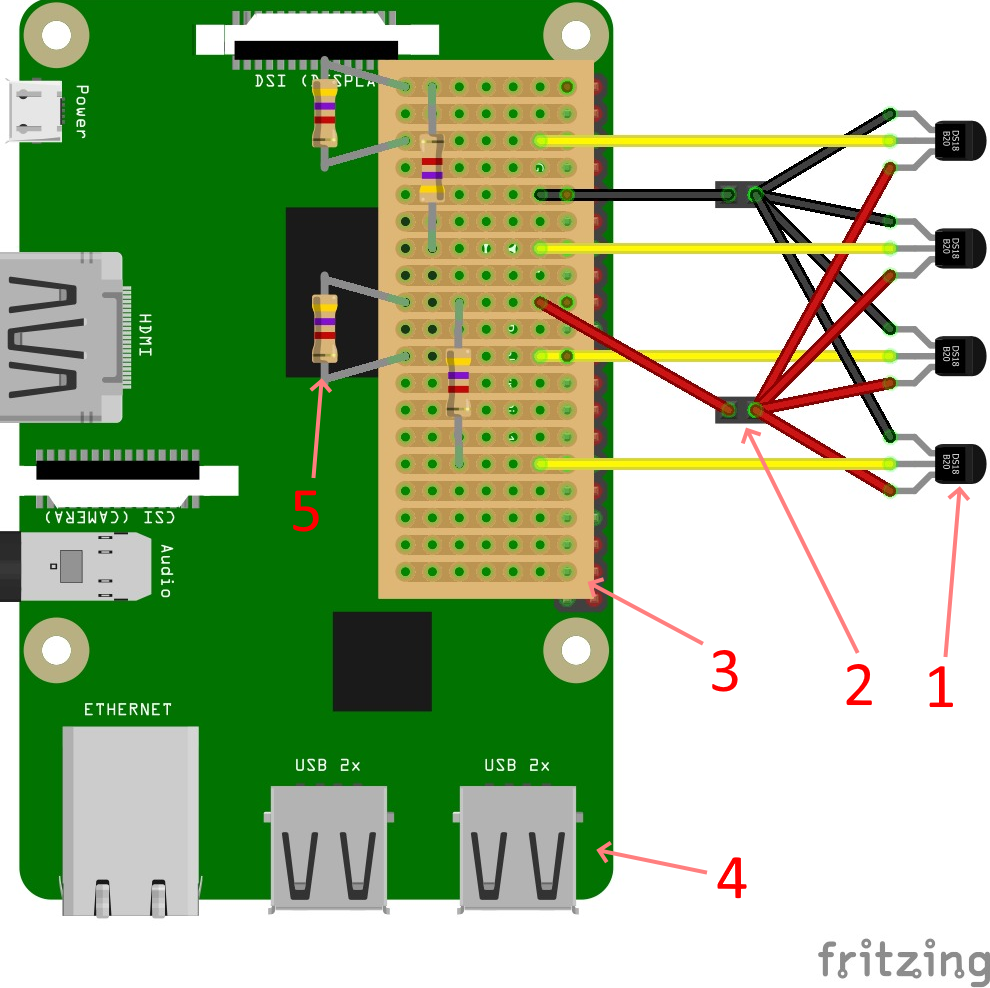 DSI (DISPLA
Power
DS18
B20
DS18
B20
HDMI
DS18
B20
DS18
B20
5
CSI (CAMERA)
Audio
3
2
1
ETHERNET
USB 2x
USB 2x
4
fritzing